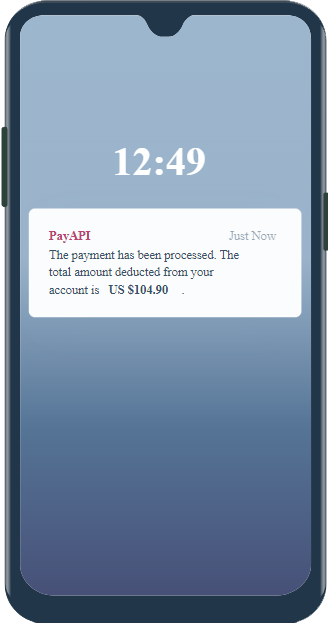 12:49
PayAPI Just Now
The payment has been processed. The
total amount deducted from your
account is US $104.90 .